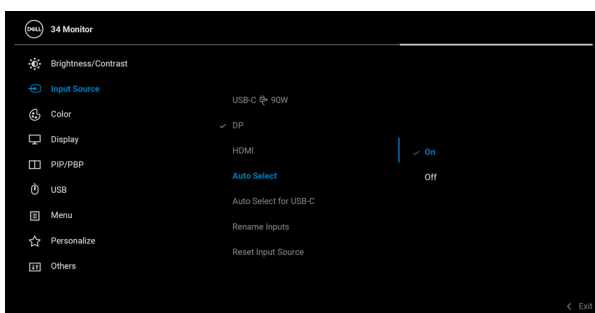 DELL 34 Monitor
Brightness/Contrast
Input Source
Color
Display
PIP/PBP
USB
Menu
Personalize
Others
USB-C 90W
DP
HDMI
Auto Select
Auto Select for USB-C
Rename Inputs
Reset Input Source
On
Off
Exit